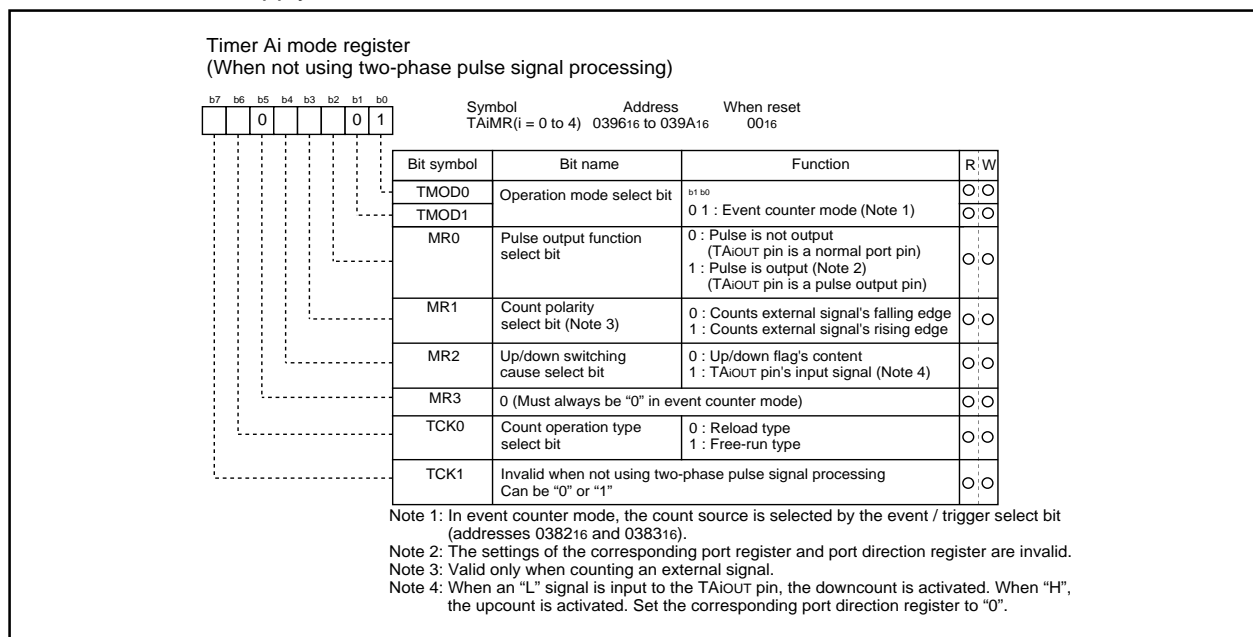 Timer Ai mode register
(When not using two-phase pulse signal processing)
b7 b6 b5 b4 b3 b2 b1 b0
0 0 1
Symbol Address When reset
TAiMR(i = 0 to 4) 039616 to 039A16 0016
Bit symbol Bit name Function R W
TMOD0 Operation mode select bit b1 b0
TMOD1 0 1 : Event counter mode (Note 1)
MR0 Pulse output function select bit 0 : Pulse is not output
(TAiOUT pin is a normal port pin)
1 : Pulse is output (Note 2)
(TAiOUT pin is a pulse output pin)
MR1 Count polarity select bit (Note 3) 0 : Counts external signal's falling edge
1 : Counts external signal's rising edge
MR2 Up/down switching cause select bit 0 : Up/down flag's content
1 : TAiOUT pin's input signal (Note 4)
MR3 0 (Must always be “0” in event counter mode)
TCK0 Count operation type select bit 0 : Reload type
1 : Free-run type
TCK1 Invalid when not using two-phase pulse signal processing
Can be “0” or “1”
Note 1: In event counter mode, the count source is selected by the event / trigger select bit
(addresses 038216 and 038316).
Note 2: The settings of the corresponding port register and port direction register are invalid.
Note 3: Valid only when counting an external signal.
Note 4: When an “L” signal is input to the TAiOUT pin, the downcount is activated. When “H”,
the upcount is activated. Set the corresponding port direction register to “0”.